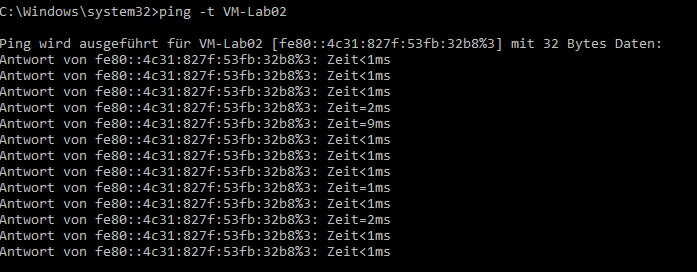 C:\Windows\system32>ping -t VM-Lab02
Ping wird ausgeführt für VM-Lab02 [fe80::4c31:827f:53fb:32b8%3] mit 32 Bytes Daten:
Antwort von fe80::4c31:827f:53fb:32b8%3: Zeit<1ms
Antwort von fe80::4c31:827f:53fb:32b8%3: Zeit<1ms
Antwort von fe80::4c31:827f:53fb:32b8%3: Zeit<1ms
Antwort von fe80::4c31:827f:53fb:32b8%3: Zeit=2ms
Antwort von fe80::4c31:827f:53fb:32b8%3: Zeit=9ms
Antwort von fe80::4c31:827f:53fb:32b8%3: Zeit<1ms
Antwort von fe80::4c31:827f:53fb:32b8%3: Zeit<1ms
Antwort von fe80::4c31:827f:53fb:32b8%3: Zeit<1ms
Antwort von fe80::4c31:827f:53fb:32b8%3: Zeit=1ms
Antwort von fe80::4c31:827f:53fb:32b8%3: Zeit<1ms
Antwort von fe80::4c31:827f:53fb:32b8%3: Zeit=2ms
Antwort von fe80::4c31:827f:53fb:32b8%3: Zeit<1ms
Antwort von fe80::4c31:827f:53fb:32b8%3: Zeit<1ms